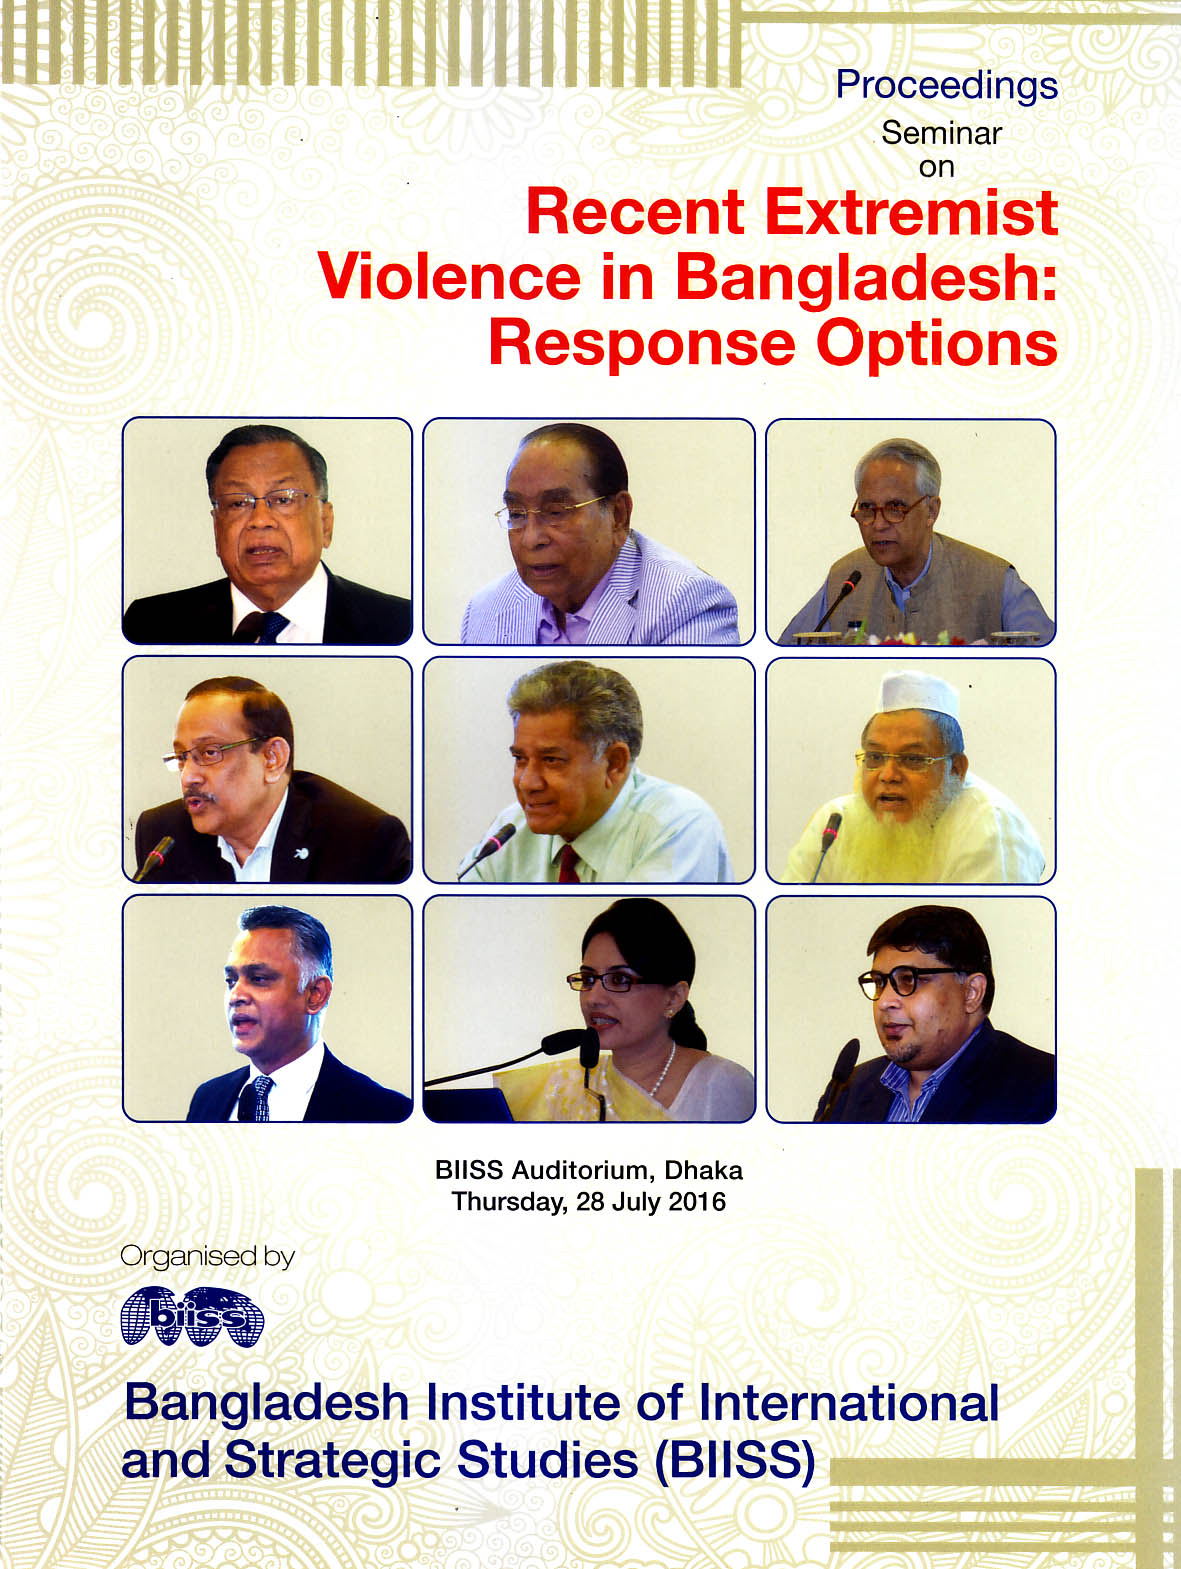 Proceedings
Seminar
on
Recent Extremist
Violence in Bangladesh:
Response Options
BIISS Auditorium, Dhaka
Thursday, 28 July 2016
Organised by
biiss
Bangladesh Institute of International
and Strategic Studies (BIISS)